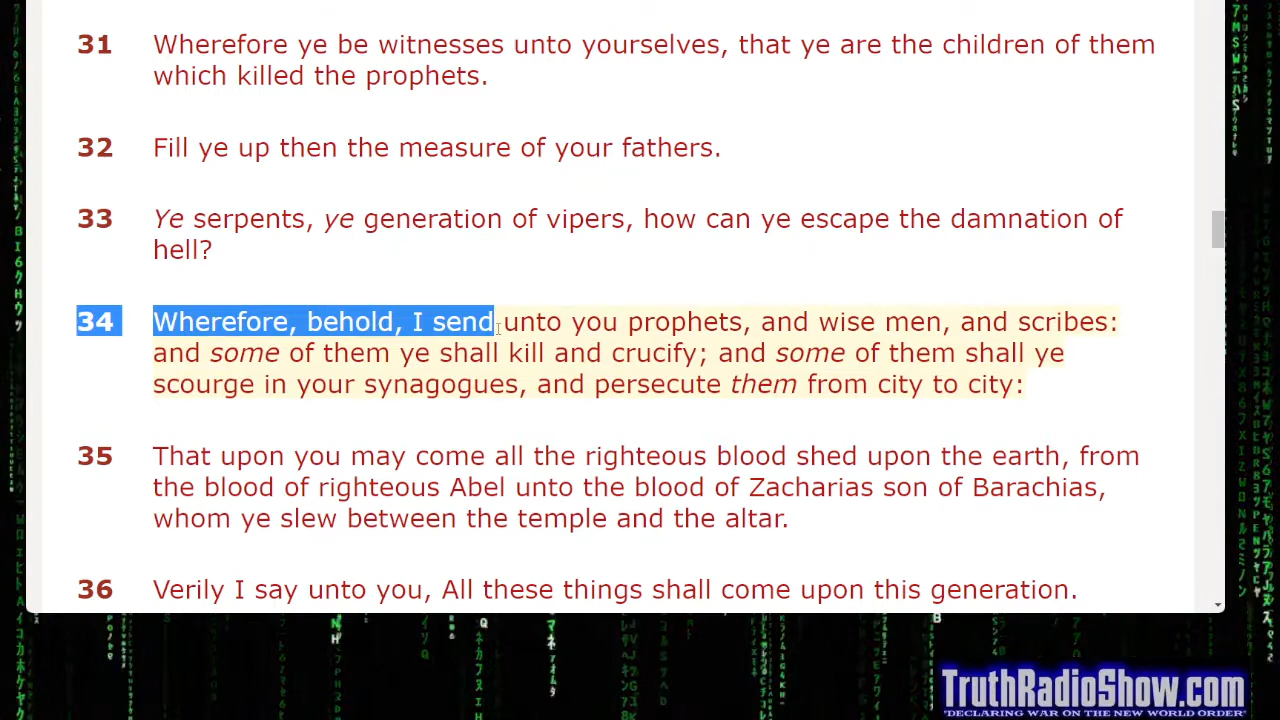 31 Wherefore ye be witnesses unto yourselves, that ye are the children of them
which killed the prophets.
32 Fill ye up then the measure of your fathers.
33 Ye serpents, ye generation of vipers, how can ye escape the damnation of
hell?
34 Wherefore, behold, I send unto you prophets, and wise men, and scribes:
and some of them ye shall kill and crucify; and some of them shall ye
scourge in your synagogues, and persecute them from city to city:
35 That upon you may come all the righteous blood shed upon the earth, from
the blood of righteous Abel unto the blood of Zacharias son of Barachias,
whom ye slew between the temple and the altar.
36 Verily I say unto you, All these things shall come upon this generation.
TruthRadioShow.com
"DECLARING WAR ON THE NEW WORLD ORDER"